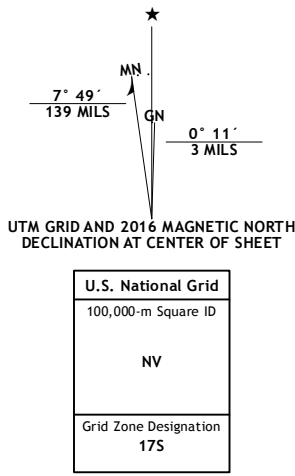 MN
7° 49´
139 MILS
GN
0° 11´
3 MILS
UTM GRID AND 2016 MAGNETIC NORTH
DECLINATION AT CENTER OF SHEET
U.S. National Grid
100,000-m Square ID
NV
Grid Zone Designation
17S